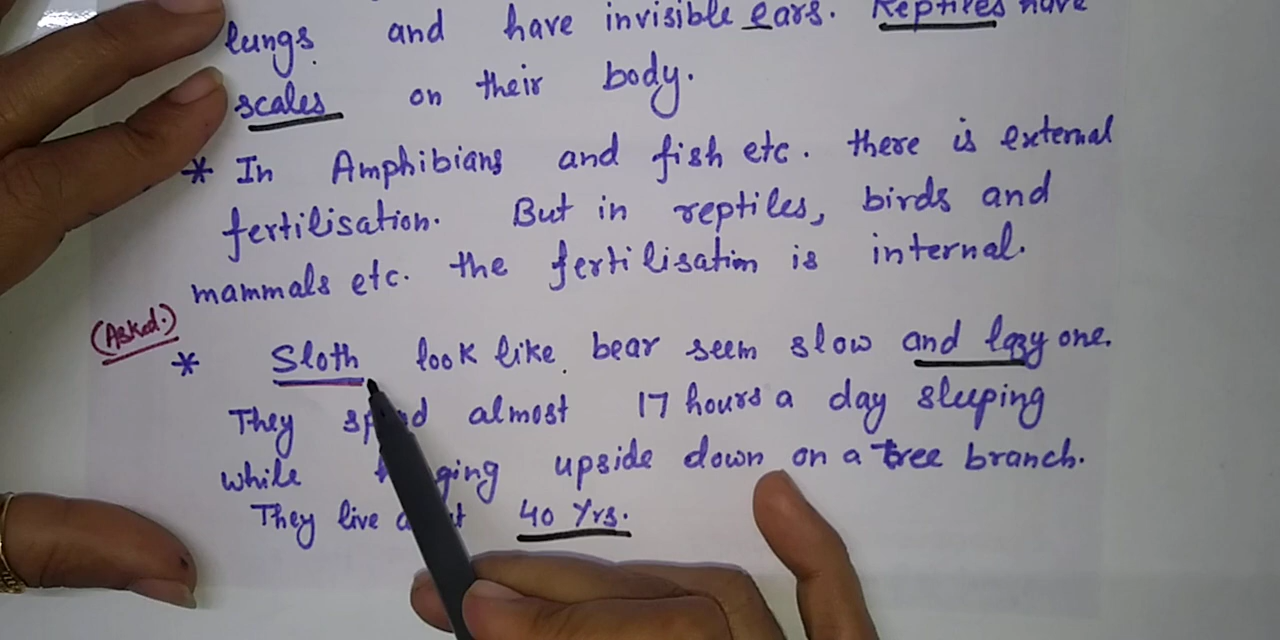 lungs and have invisible ears. Reptiles have
scales on their body.
* In Amphibians and fish etc. there is external
fertilisation. But in reptiles, birds and
mammals etc. the fertilisation is internal.
(Asked.)
* Sloth look like bear seem slow and lazy one.
They spend almost 17 hours a day sleeping
while hanging upside down on a tree branch.
They live about 40 Yrs.